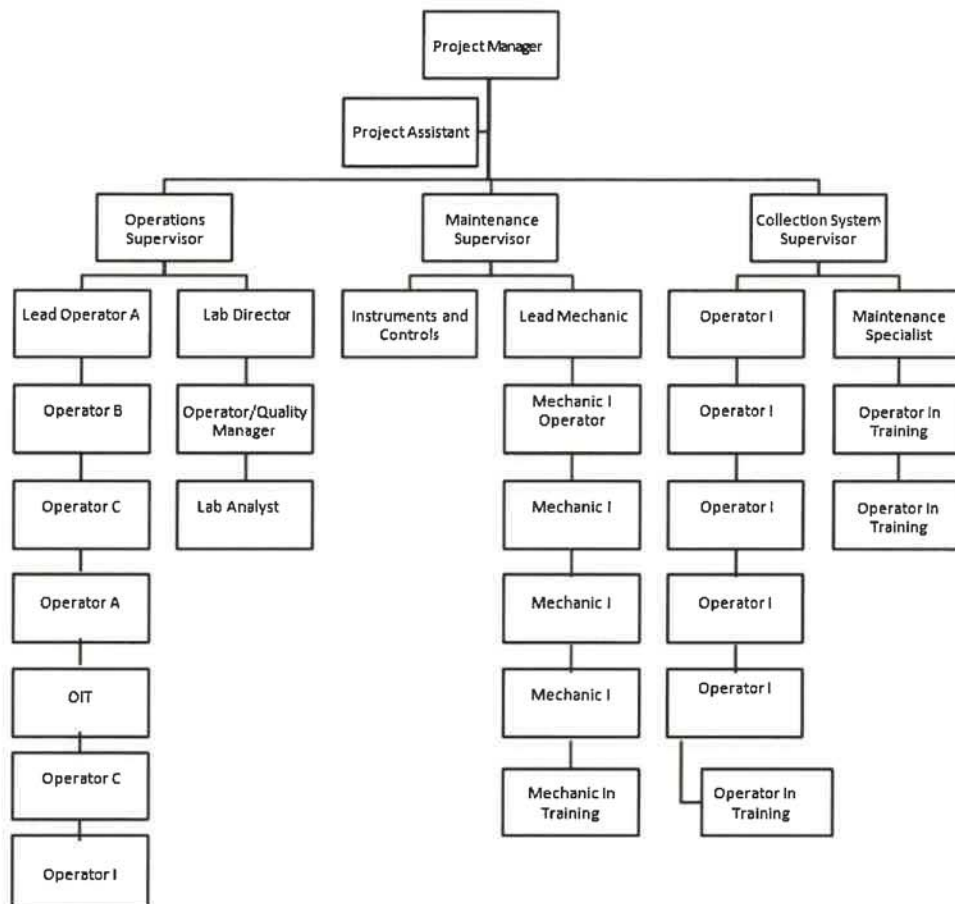 Project Manager
Project Assistant
Operations
Supervisor
Maintenance
Supervisor
Collection System
Supervisor
Lead Operator A
Lab Director
Instruments and
Controls
Lead Mechanic
Operator I
Maintenance
Specialist
Operator B
Operator/Quality
Manager
Mechanic I
Operator
Operator I
Operator In
Training
Operator C
Lab Analyst
Mechanic I
Operator I
Operator In
Training
Operator A
Mechanic I
Operator I
OIT
Mechanic I
Operator I
Operator C
Mechanic In
Training
Operator In
Training
Operator I